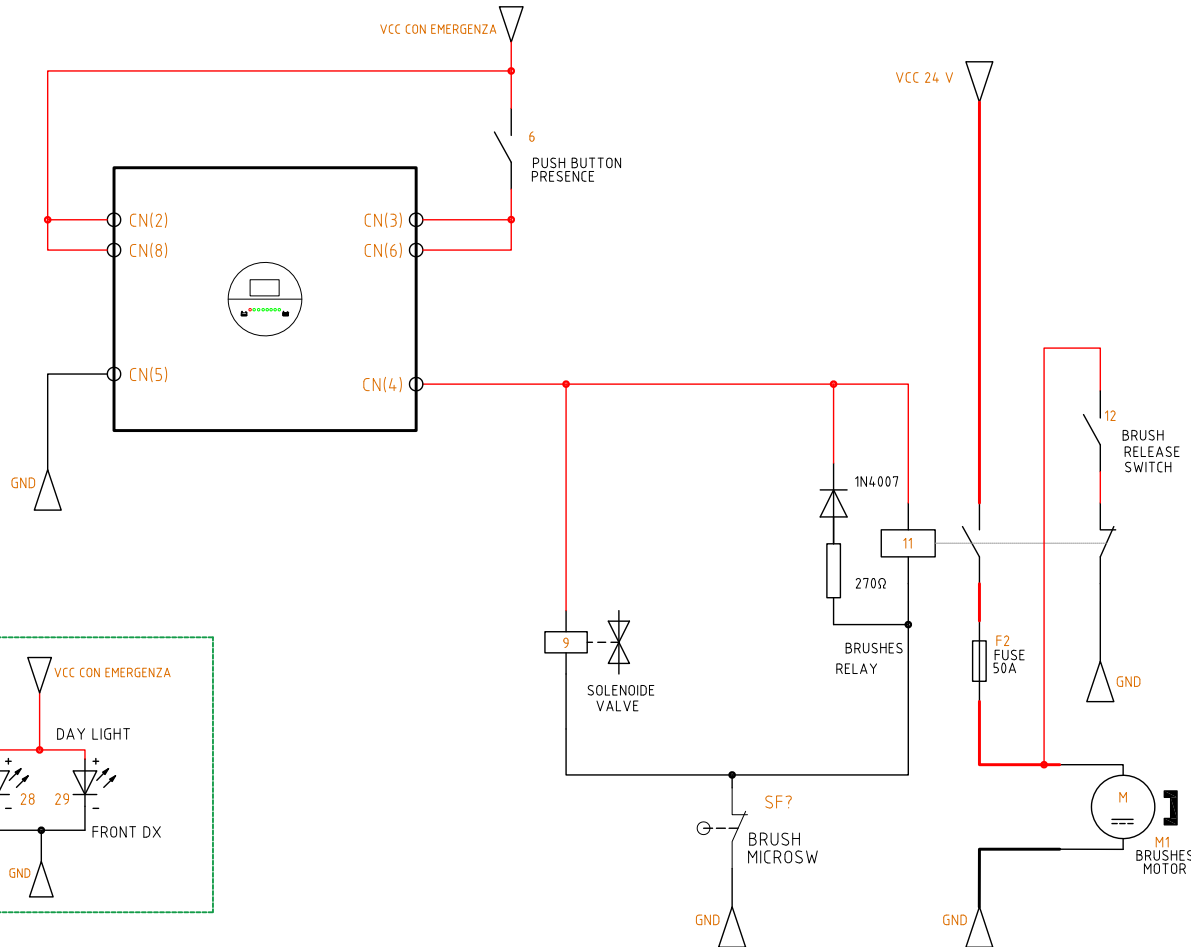 VCC CON EMERGENZA
VCC 24 V
6
PUSH BUTTON
PRESENCE
CN(2)
CN(3)
CN(8)
CN(6)
CN(5)
CN(4)
GND
12
BRUSH
RELEASE
SWITCH
1N4007
11
270Ω
9
SOLENOIDE
VALVE
BRUSHES
RELAY
F2
FUSE
50A
GND
VCC CON EMERGENZA
DAY LIGHT
+
+
28
29
-
-
FRONT DX
GND
SF?
BRUSH
MICROSW
GND
M
M1
BRUSHES
MOTOR
GND